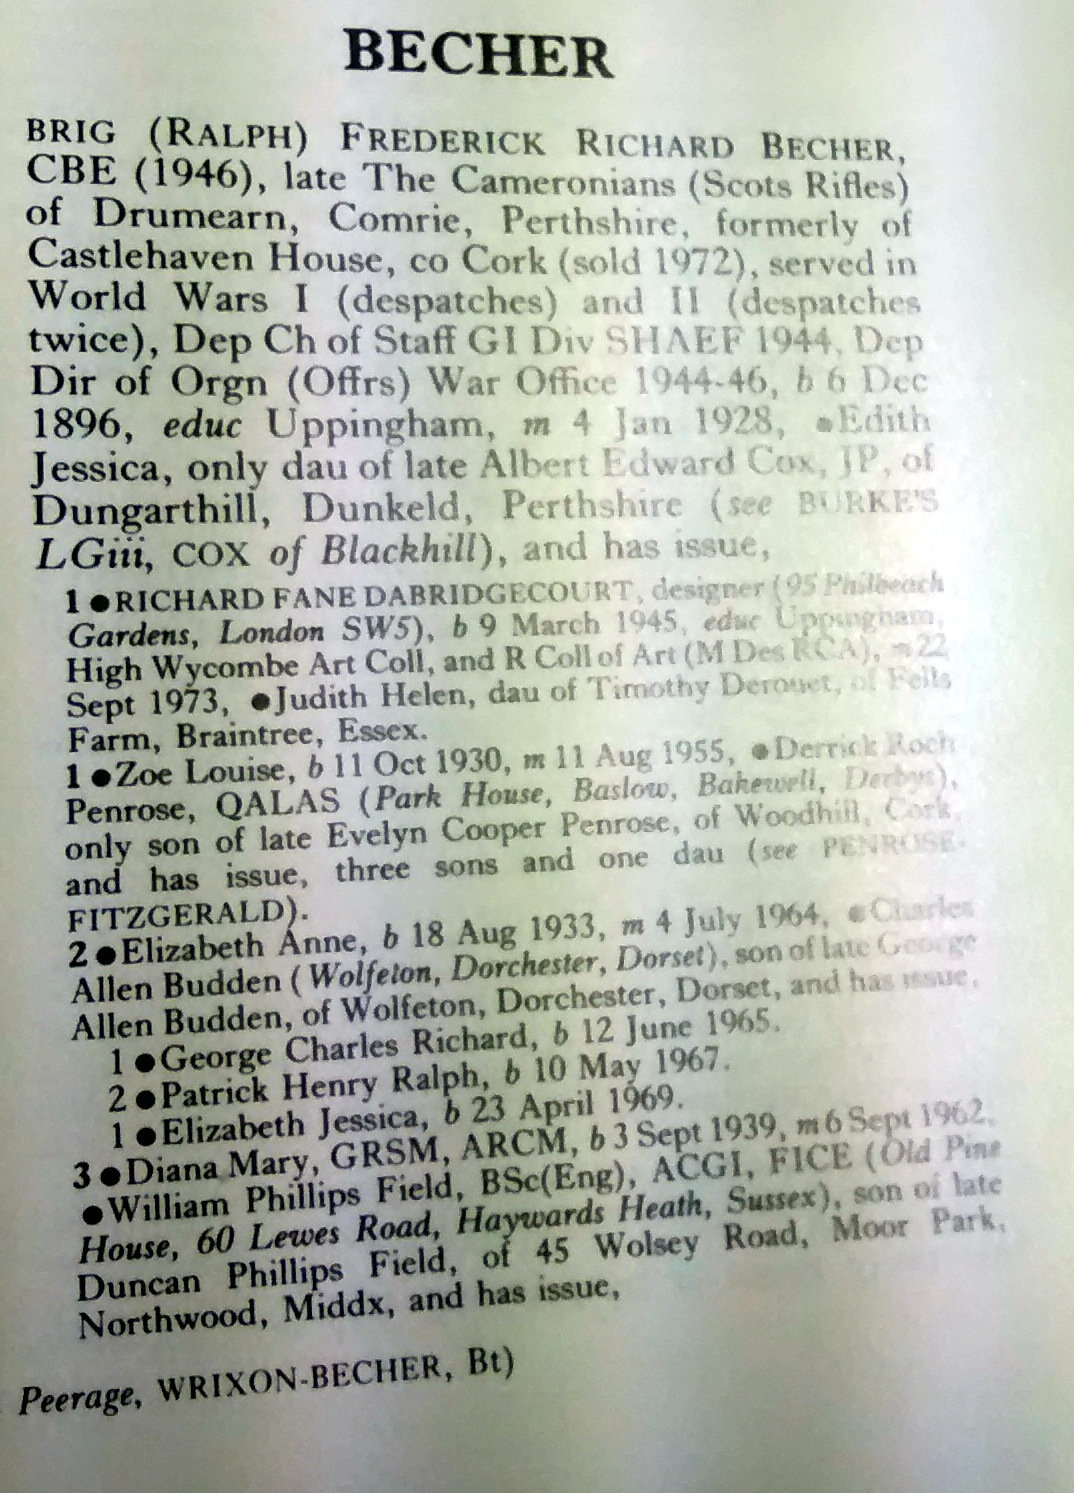 BECHER
BRIG (RALPH) FREDERICK RICHARD BECHER,
CBE (1946), late The Cameronians (Scots Rifles)
of Drumearn, Comrie, Perthshire, formerly of
Castlehaven House, co Cork (sold 1972), served in
World Wars I (despatches) and II (despatches
twice), Dep Ch of Staff GI Div SHAEF 1944, Dep
Dir of Orgn (Offrs) War Office 1944-46, b 6 Dec
1896, educ Uppingham, m 4 Jan 1928, ●Edith
Jessica, only dau of late Albert Edward Cox, JP, of
Dungarthill, Dunkeld, Perthshire (see BURKE'S
LGiii, COX of Blackhill), and has issue,
1 ●RICHARD FANE DABRIDGECOURT, designer (95 Philbeach
Gardens, London SW5), b 9 March 1945, educ Uppingham,
High Wycombe Art Coll, and R Coll of Art (M Des RCA), m 22
Sept 1973, ●Judith Helen, dau of Timothy Derouet, of Fells
Farm, Braintree, Essex.
1 ●Zoe Louise, b 11 Oct 1930, m 11 Aug 1955, ●Derrick Roch
Penrose, QALAS (Park House, Baslow, Bakewell, Derbys),
only son of late Evelyn Cooper Penrose, of Woodhill, Cork,
and has issue, three sons and one dau (see PENROSE-
FITZGERALD).
2 ●Elizabeth Anne, b 18 Aug 1933, m 4 July 1964, ●Charles
Allen Budden (Wolfeton, Dorchester, Dorset), son of late George
Allen Budden, of Wolfeton, Dorchester, Dorset, and has issue,
1 ●George Charles Richard, b 12 June 1965.
2 ●Patrick Henry Ralph, b 10 May 1967.
1 ●Elizabeth Jessica, b 23 April 1969.
3 ●Diana Mary, GRSM, ARCM, b 3 Sept 1939, m 6 Sept 1962,
●William Phillips Field, BSc(Eng), ACGI, FICE (Old Pine
House, 60 Lewes Road, Haywards Heath, Sussex), son of late
Duncan Phillips Field, of 45 Wolsey Road, Moor Park,
Northwood, Middx, and has issue,
Peerage, WRIXON-BECHER, Bt)